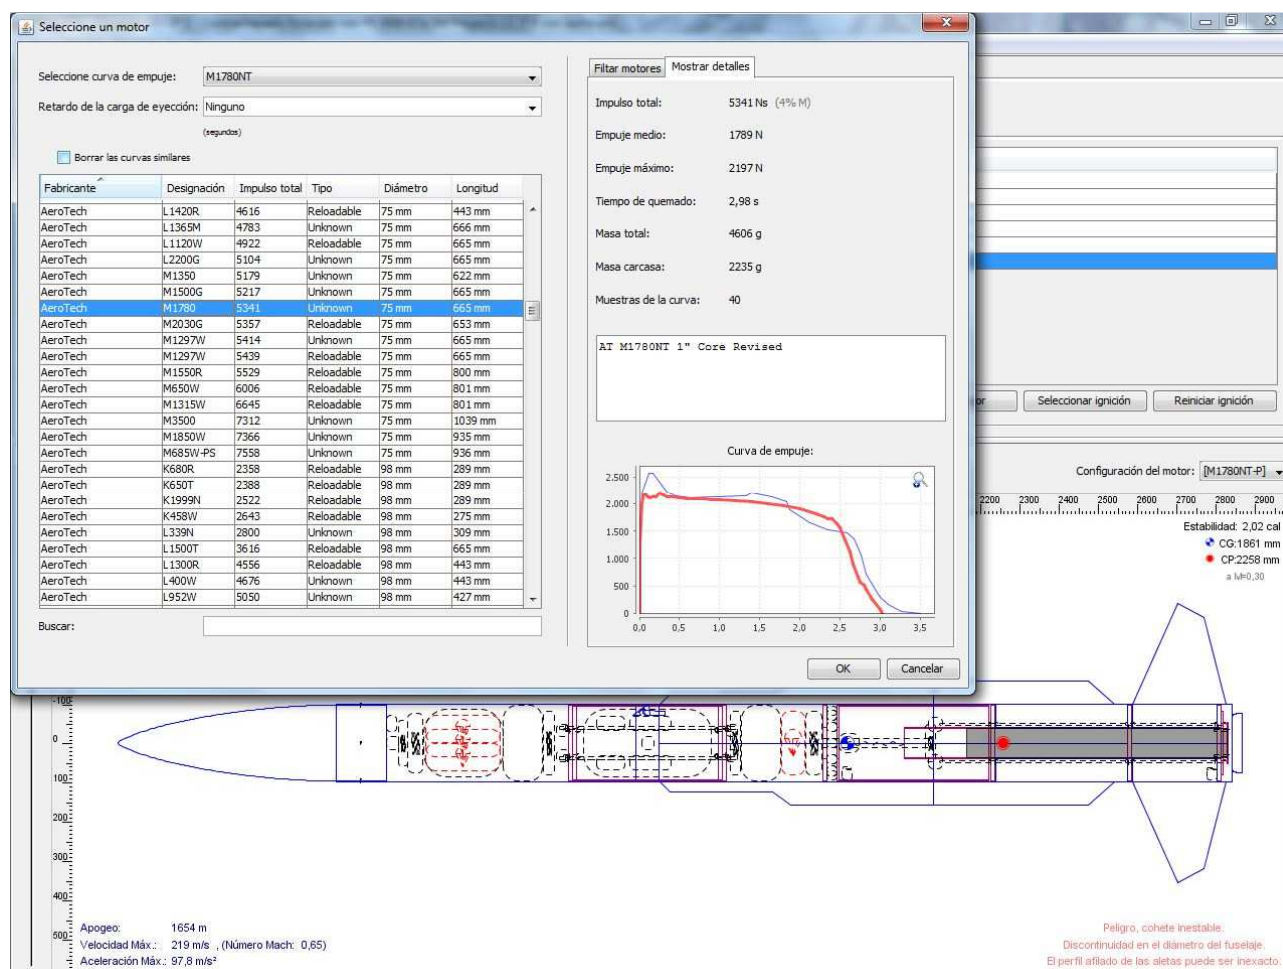 Seleccione un motor
Seleccione curva de empuje: M1780NT
Retardo de la carga de eyección: Ninguno
(segundos)
Borrar las curvas similares
Fabricante Designación Impulso total Tipo Diámetro Longitud
AeroTech L1420R 4616 Reloadable 75 mm 443 mm
AeroTech L1365M 4783 Unknown 75 mm 666 mm
AeroTech L1120W 4922 Reloadable 75 mm 665 mm
AeroTech L2200G 5104 Unknown 75 mm 665 mm
AeroTech M1350 5179 Unknown 75 mm 622 mm
AeroTech M1500G 5217 Unknown 75 mm 665 mm
AeroTech M1780 5341 Unknown 75 mm 665 mm
AeroTech M2030G 5357 Reloadable 75 mm 653 mm
AeroTech M1297W 5414 Unknown 75 mm 665 mm
AeroTech M1297W 5439 Reloadable 75 mm 665 mm
AeroTech M1550R 5529 Reloadable 75 mm 800 mm
AeroTech M650W 6006 Reloadable 75 mm 801 mm
AeroTech M1315W 6645 Reloadable 75 mm 801 mm
AeroTech M3500 7312 Unknown 75 mm 1039 mm
AeroTech M1850W 7366 Unknown 75 mm 935 mm
AeroTech M685W-PS 7558 Unknown 75 mm 936 mm
AeroTech K680R 2358 Reloadable 98 mm 289 mm
AeroTech K650T 2388 Reloadable 98 mm 289 mm
AeroTech K1999N 2522 Reloadable 98 mm 289 mm
AeroTech K458W 2643 Reloadable 98 mm 275 mm
AeroTech L339N 2800 Unknown 98 mm 309 mm
AeroTech L1500T 3616 Reloadable 98 mm 665 mm
AeroTech L1300R 4556 Reloadable 98 mm 443 mm
AeroTech L400W 4676 Unknown 98 mm 443 mm
AeroTech L952W 5050 Unknown 98 mm 427 mm
Buscar:
Filtar motores Mostrar detalles
Impulso total: 5341 Ns (4% M)
Empuje medio: 1789 N
Empuje máximo: 2197 N
Tiempo de quemado: 2,98 s
Masa total: 4606 g
Masa carcasa: 2235 g
Muestras de la curva: 40
AT M1780NT 1" Core Revised
Curva de empuje:
2.500
2.000
1.500
1.000
500
0
0,0 0,5 1,0 1,5 2,0 2,5 3,0 3,5
OK Cancelar
or Seleccionar ignición Reiniciar ignición
Configuración del motor: [M1780NT-P]
2200 2300 2400 2500 2600 2700 2800 2900
Estabilidad: 2,02 cal
CG:1861 mm
CP:2258 mm
a M=0,30
-100
0
100
200
300
400
500
Apogeo: 1654 m
Velocidad Máx.: 219 m/s , (Número Mach: 0,65)
Aceleración Máx.: 97,8 m/s²
Peligro, cohete inestable.
Discontinuidad en el diámetro del fuselaje.
El perfil afilado de las aletas puede ser inexacto.